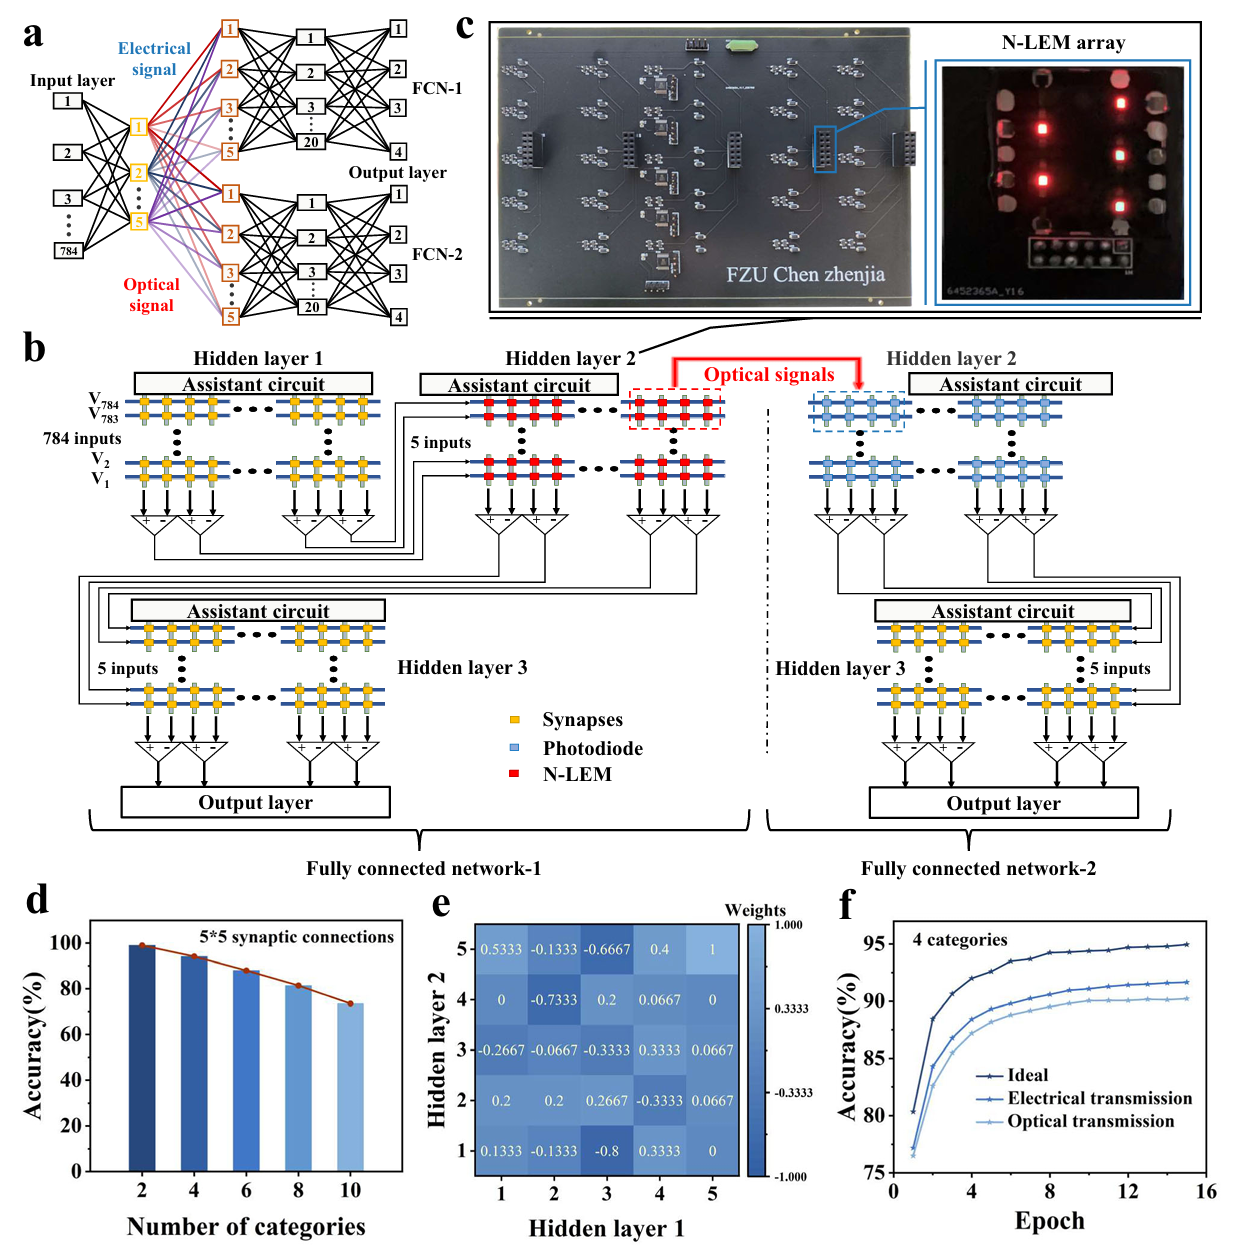 a
Electrical
signal
Input layer
1
2
3
784
1
2
5
1
2
3
5
1
2
3
20
1
2
3
4
FCN-1
Output layer
1
2
3
5
1
2
3
20
1
2
3
4
FCN-2
Optical
signal
c
N-LEM array
FZU Chen zhenjia
6452365A_Y16
b
Hidden layer 1
Hidden layer 2
Optical signals
Hidden layer 2
Assistant circuit
Assistant circuit
Assistant circuit
V784
V783
784 inputs
V2
V1
5 inputs
+ - + -
+ - + -
+ - + -
+ - + -
+ - + -
+ - + -
Assistant circuit
Assistant circuit
5 inputs
Hidden layer 3
Hidden layer 3
5 inputs
Synapses
Photodiode
N-LEM
+ - + -
+ - + -
+ - + -
+ - + -
Output layer
Output layer
Fully connected network-1
Fully connected network-2
d
5*5 synaptic connections
Accuracy(%)
100
80
60
40
20
0
2 4 6 8 10
Number of categories
e
Weights
Hidden layer 2
5 0.5333 -0.1333 -0.6667 0.4 1
4 0 -0.7333 0.2 0.0667 0
3 -0.2667 -0.0667 -0.3333 0.3333 0.0667
2 0.2 0.2 0.2667 -0.3333 0.0667
1 0.1333 -0.1333 -0.8 0.3333 0
1 2 3 4 5
Hidden layer 1
1.000
0.3333
-0.3333
-1.000
f
4 categories
Accuracy(%)
95
90
85
80
75
Ideal
Electrical transmission
Optical transmission
0 4 8 12 16
Epoch